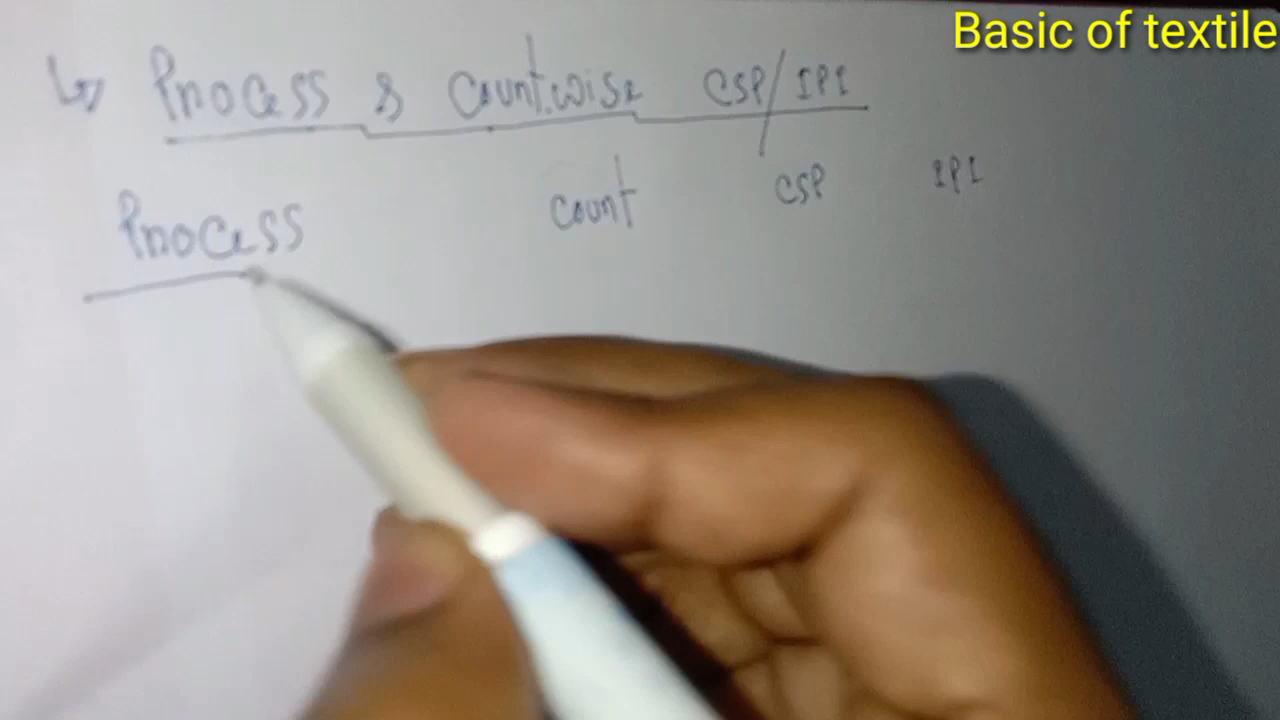 Basic of textile
↳ Process & Countwise CSP/IPI
Process Count CSP IPI